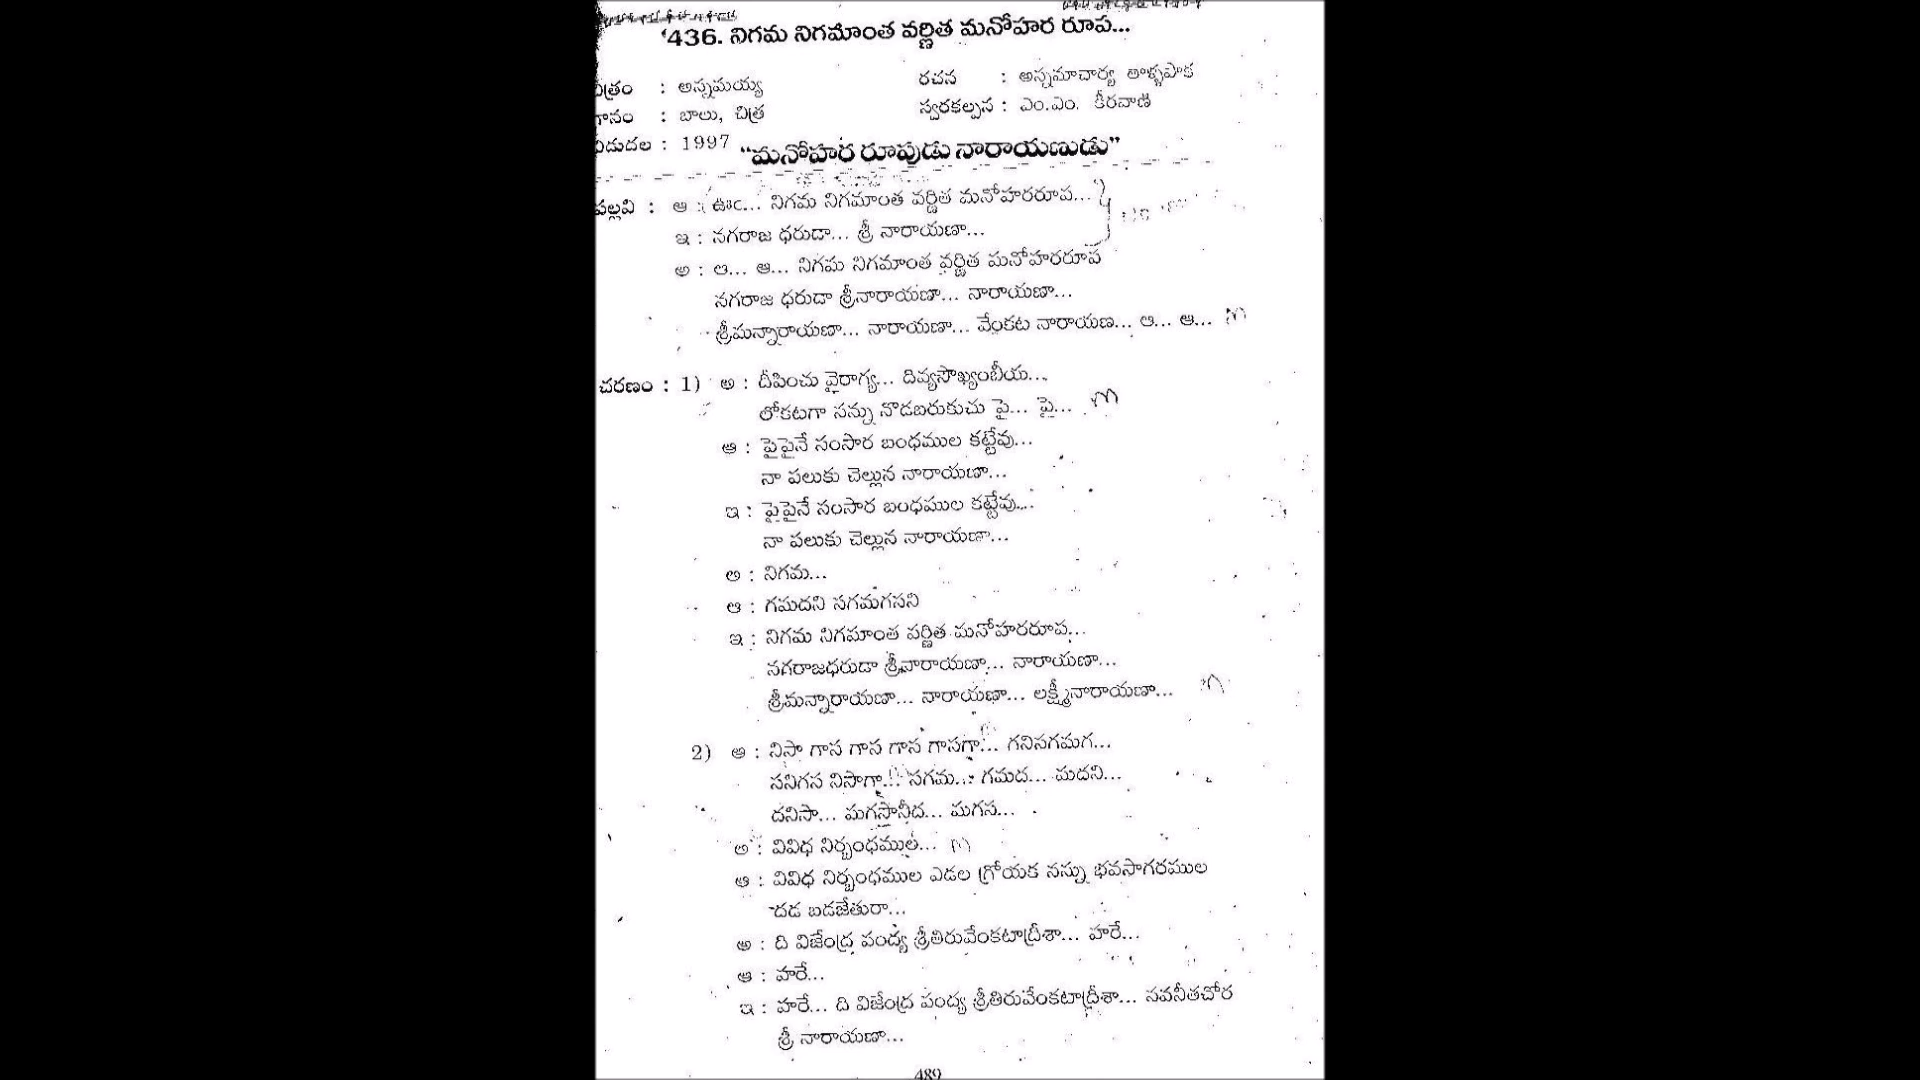 436. నిగమ నిగమాంత వర్ణిత మనోహర రూప...
చిత్రం : అన్నమయ్య రచన : అన్నమాచార్య తాళ్ళపాక
గానం : బాలు, చిత్ర స్వరకల్పన : ఎం.ఎం. కీరవాణి
విడుదల : 1997 "మనోహర రూపుడు నారాయణుడు"
పల్లవి : ఆ : ఊఁ... నిగమ నిగమాంత వర్ణిత మనోహరరూప...
ఇ : నగరాజ ధరుడా... శ్రీ నారాయణా...
అ : ఆ... ఆ... నిగమ నిగమాంత వర్ణిత మనోహరరూప
నగరాజ ధరుడా శ్రీనారాయణా... నారాయణా...
శ్రీమన్నారాయణా... నారాయణా... వేంకట నారాయణ... ఆ... ఆ...
చరణం : 1) అ : దీపించు వైరాగ్య... దివ్యసౌఖ్యంబీయ...
లోకటగా నన్ను నొడబరుకుచు పై... పై...
ఆ : పైపైనే సంసార బంధముల కట్టేవు...
నా పలుకు చెల్లున నారాయణా...
ఇ : పైపైనే సంసార బంధముల కట్టేవు...
నా పలుకు చెల్లున నారాయణా...
అ : నిగమ...
ఆ : గమదని సగమగసని
ఇ : నిగమ నిగమాంత వర్ణిత మనోహరరూప...
నగరాజధరుడా శ్రీనారాయణా... నారాయణా...
శ్రీమన్నారాయణా... నారాయణా... లక్ష్మీనారాయణా...
2) ఆ : నిసా గాస గాస గాస గాసగా... గనిసగమగ...
సనిగస నిసాగా... సగమ... గమద... మదని...
దనిసా... మగసానీద... మగస...
అ : వివిధ నిర్బంధముల...
ఆ : వివిధ నిర్బంధముల ఎడల ద్రోయక నన్ను భవసాగరముల
దడ బడజేతురా...
అ : ది విజేంద్ర వంద్య శ్రీతిరువేంకటాద్రీశా... హరే...
ఆ : హరే...
ఇ : హరే... ది విజేంద్ర వంద్య శ్రీతిరువేంకటాద్రీశా... నవనీతచోర
శ్రీ నారాయణా...
489